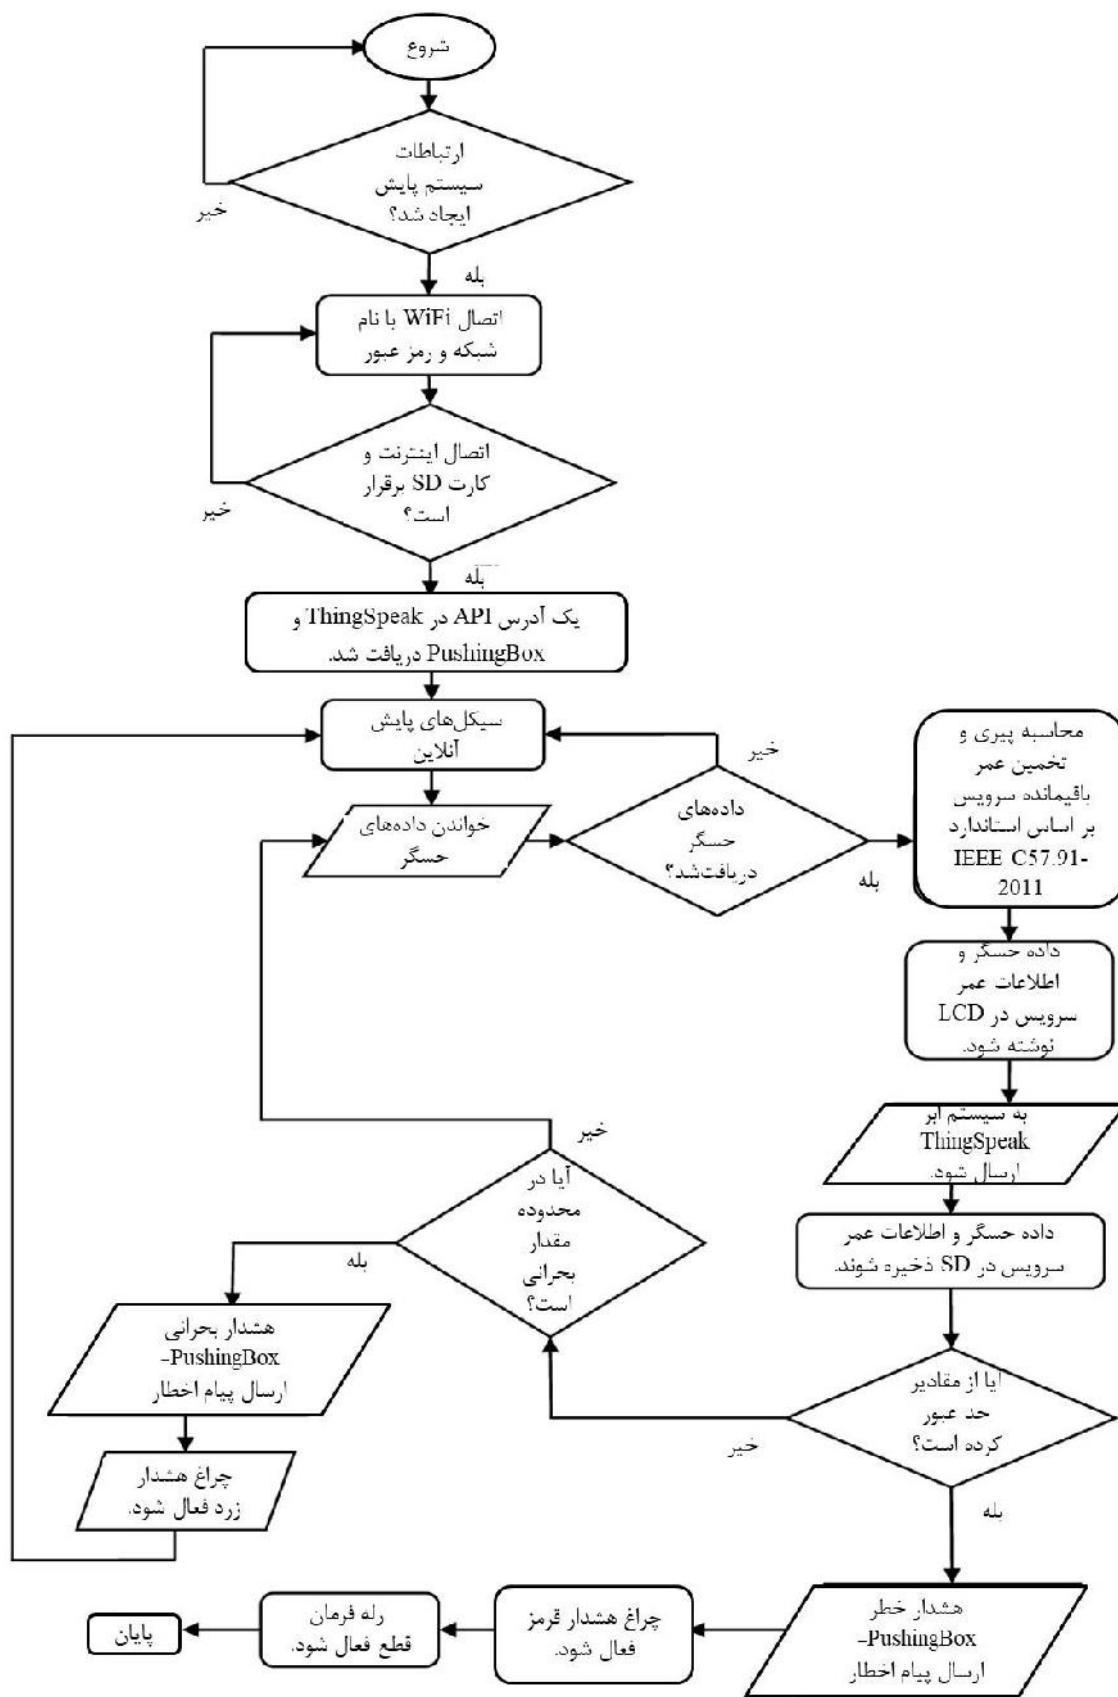 شروع
ارتباطات
سیستم پایش
ایجاد شد؟
خیر
بله
اتصال WiFi با نام
شبکه و رمز عبور
اتصال اینترنت و
کارت SD برقرار
است؟
خیر
بله
یک آدرس API در ThingSpeak و
PushingBox دریافت شد.
سیکل‌های پایش
آنلاین
خواندن داده‌های
حسگر
خیر
داده‌های
حسگر
دریافت‌شد؟
بله
محاسبه پیری و
تخمین عمر
باقیمانده سرویس
بر اساس استاندارد
IEEE C57.91-
2011
داده حسگر و
اطلاعات عمر
سرویس در LCD
نوشته شود.
به سیستم ابر
ThingSpeak
ارسال شود.
داده حسگر و اطلاعات عمر
سرویس در SD ذخیره شوند.
آیا از مقادیر
حد عبور
کرده است؟
خیر
بله
خیر
آیا در
محدوده
مقدار
بحرانی
است؟
بله
هشدار بحرانی
PushingBox-
ارسال پیام اخطار
چراغ هشدار
زرد فعال شود.
هشدار خطر
PushingBox-
ارسال پیام اخطار
چراغ هشدار قرمز
فعال شود.
رله فرمان
قطع فعال شود.
پایان